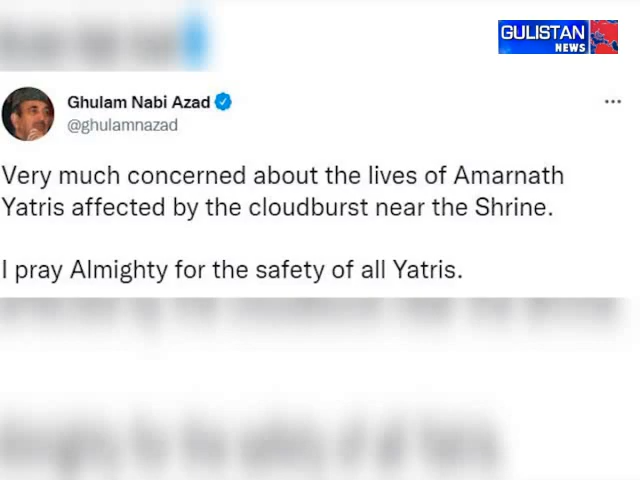 GULISTAN
NEWS
Ghulam Nabi Azad
@ghulamnazad
Very much concerned about the lives of Amarnath
Yatris affected by the cloudburst near the Shrine.
I pray Almighty for the safety of all Yatris.